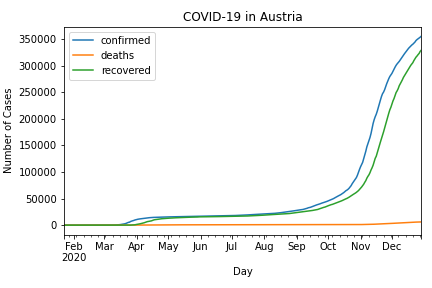 COVID-19 in Austria
confirmed
deaths
recovered
Number of Cases
350000
300000
250000
200000
150000
100000
50000
0
Feb Mar Apr May Jun Jul Aug Sep Oct Nov Dec
2020
Day